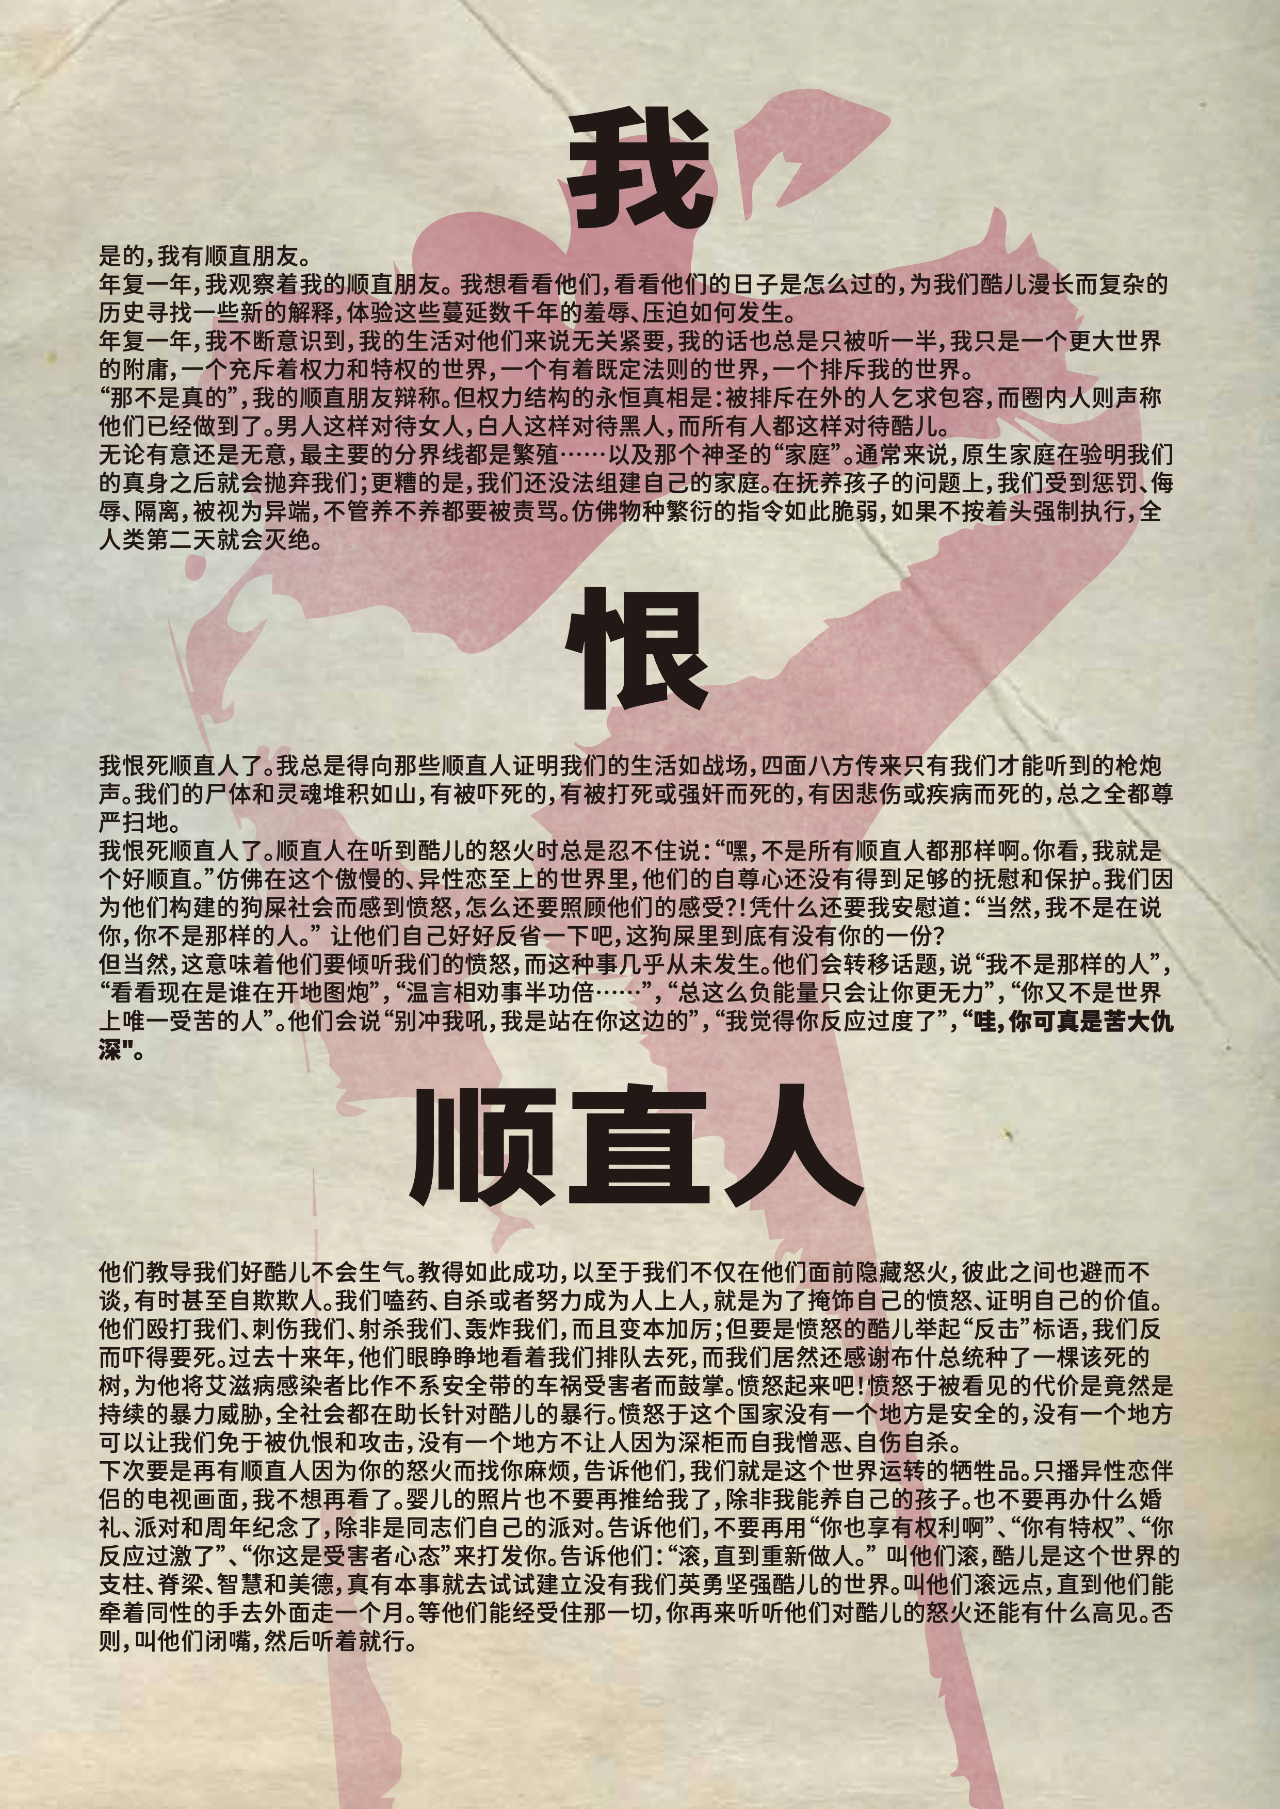 我
是的，我有顺直朋友。
年复一年，我观察着我的顺直朋友。我想看看他们，看看他们的日子是怎么过的，为我们酷儿漫长而复杂的
历史寻找一些新的解释，体验这些蔓延数千年的羞辱、压迫如何发生。
年复一年，我不断意识到，我的生活对他们来说无关紧要，我的话也总是只被听一半，我只是一个更大世界
的附庸，一个充斥着权力和特权的世界，一个有着既定法则的世界，一个排斥我的世界。
“那不是真的”，我的顺直朋友辩称。但权力结构的永恒真相是：被排斥在外的人乞求包容，而圈内人则声称
他们已经做到了。男人这样对待女人，白人这样对待黑人，而所有人都这样对待酷儿。
无论有意还是无意，最主要的分界线都是繁殖……以及那个神圣的“家庭”。通常来说，原生家庭在验明我们
的真身之后就会抛弃我们；更糟的是，我们还没法组建自己的家庭。在抚养孩子的问题上，我们受到惩罚、侮
辱、隔离，被视为异端，不管养不养都要被责骂。仿佛物种繁衍的指令如此脆弱，如果不按着头强制执行，全
人类第二天就会灭绝。
恨
我恨死顺直人了。我总是得向那些顺直人证明我们的生活如战场，四面八方传来只有我们才能听到的枪炮
声。我们的尸体和灵魂堆积如山，有被吓死的，有被打死或强奸而死的，有因悲伤或疾病而死的，总之全都尊
严扫地。
我恨死顺直人了。顺直人在听到酷儿的怒火时总是忍不住说：“嘿，不是所有顺直人都那样啊。你看，我就是
个好顺直。”仿佛在这个傲慢的、异性恋至上的世界里，他们的自尊心还没有得到足够的抚慰和保护。我们因
为他们构建的狗屎社会而感到愤怒，怎么还要照顾他们的感受？！凭什么还要我安慰道：“当然，我不是在说
你，你不是那样的人。” 让他们自己好好反省一下吧，这狗屎里到底有没有你的一份？
但当然，这意味着他们要倾听我们的愤怒，而这种事几乎从未发生。他们会转移话题，说“我不是那样的人”，
“看看现在是谁在开地图炮”，“温言相劝事半功倍……”，“总这么负能量只会让你更无力”，“你又不是世界
上唯一受苦的人”。他们会说“别冲我吼，我是站在你这边的”，“我觉得你反应过度了”，“哇，你可真是苦大仇
深"。
顺直人
他们教导我们好酷儿不会生气。教得如此成功，以至于我们不仅在他们面前隐藏怒火，彼此之间也避而不
谈，有时甚至自欺欺人。我们嗑药、自杀或者努力成为人上人，就是为了掩饰自己的愤怒、证明自己的价值。
他们殴打我们、刺伤我们、射杀我们、轰炸我们，而且变本加厉；但要是愤怒的酷儿举起“反击”标语，我们反
而吓得要死。过去十来年，他们眼睁睁地看着我们排队去死，而我们居然还感谢布什总统种了一棵该死的
树，为他将艾滋病感染者比作不系安全带的车祸受害者而鼓掌。愤怒起来吧！愤怒于被看见的代价是竟然是
持续的暴力威胁，全社会都在助长针对酷儿的暴行。愤怒于这个国家没有一个地方是安全的，没有一个地方
可以让我们免于被仇恨和攻击，没有一个地方不让人因为深柜而自我憎恶、自伤自杀。
下次要是再有顺直人因为你的怒火而找你麻烦，告诉他们，我们就是这个世界运转的牺牲品。只播异性恋伴
侣的电视画面，我不想再看了。婴儿的照片也不要再推给我了，除非我能养自己的孩子。也不要再办什么婚
礼、派对和周年纪念了，除非是同志们自己的派对。告诉他们，不要再用“你也享有权利啊”、“你有特权”、“你
反应过激了”、“你这是受害者心态”来打发你。告诉他们：“滚，直到重新做人。” 叫他们滚，酷儿是这个世界的
支柱、脊梁、智慧和美德，真有本事就去试试建立没有我们英勇坚强酷儿的世界。叫他们滚远点，直到他们能
牵着同性的手去外面走一个月。等他们能经受住那一切，你再来听听他们对酷儿的怒火还能有什么高见。否
则，叫他们闭嘴，然后听着就行。